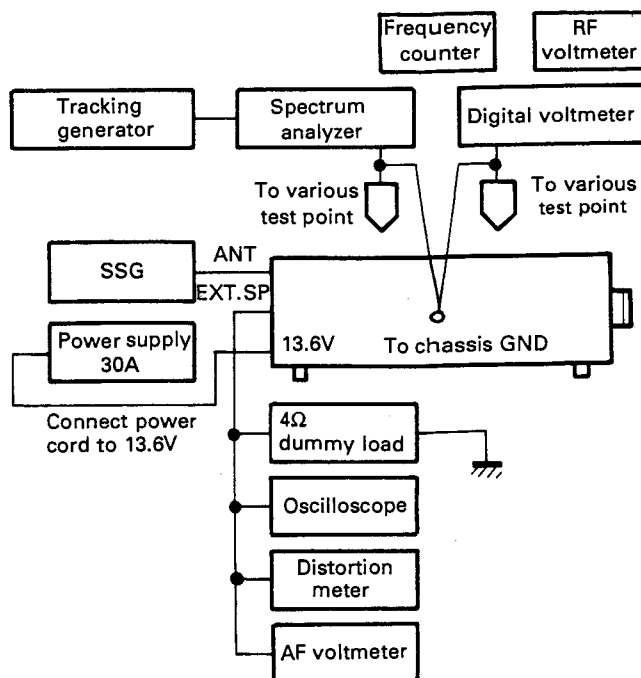 Frequency
counter
RF
voltmeter
Tracking
generator
Spectrum
analyzer
Digital voltmeter
To various
test point
To various
test point
SSG
ANT
EXT.SP
Power supply
30A
13.6V
To chassis GND
Connect power
cord to 13.6V
4Ω
dummy load
Oscilloscope
Distortion
meter
AF voltmeter